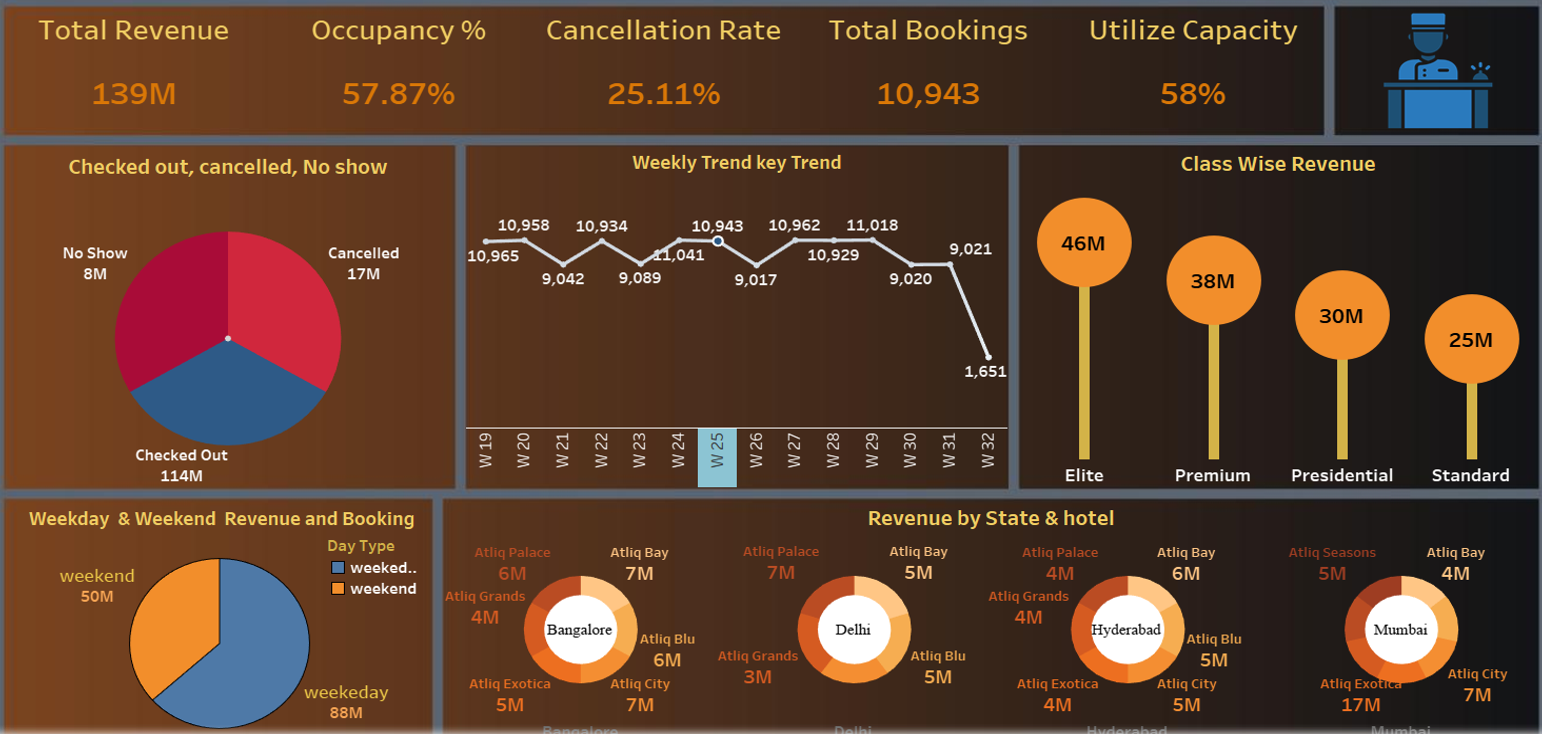 Total Revenue
139M
Occupancy %
57.87%
Cancellation Rate
25.11%
Total Bookings
10,943
Utilize Capacity
58%
Checked out, cancelled, No show
No Show
8M
Cancelled
17M
Checked Out
114M
Weekly Trend key Trend
10,965
10,958
9,042
10,934
9,089
11,041
10,943
9,017
10,962
10,929
11,018
9,020
9,021
1,651
W 19
W 20
W 21
W 22
W 23
W 24
W 25
W 26
W 27
W 28
W 29
W 30
W 31
W 32
Class Wise Revenue
46M
38M
30M
25M
Elite
Premium
Presidential
Standard
Weekday & Weekend Revenue and Booking
Day Type
weeked..
weekend
weekend
50M
weekeday
88M
Revenue by State & hotel
Atliq Palace
6M
Atliq Bay
7M
Atliq Grands
4M
Bangalore
Atliq Blu
6M
Atliq Exotica
5M
Atliq City
7M
Bangalore
Atliq Palace
7M
Atliq Bay
5M
Delhi
Atliq Grands
3M
Atliq Blu
5M
Delhi
Atliq Palace
4M
Atliq Bay
6M
Atliq Grands
4M
Hyderabad
Atliq Blu
5M
Atliq Exotica
4M
Atliq City
5M
Hyderabad
Atliq Seasons
5M
Atliq Bay
4M
Mumbai
Atliq Exotica
17M
Atliq City
7M
Mumbai